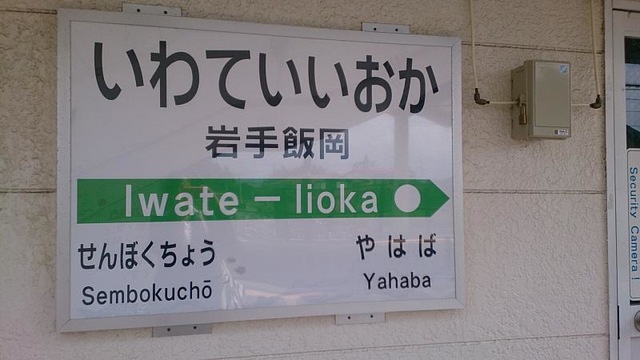 いわていいおか
岩手飯岡
Iwate − Iioka
せんぼくちょう やはば
Sembokuchō Yahaba
Security Camera!